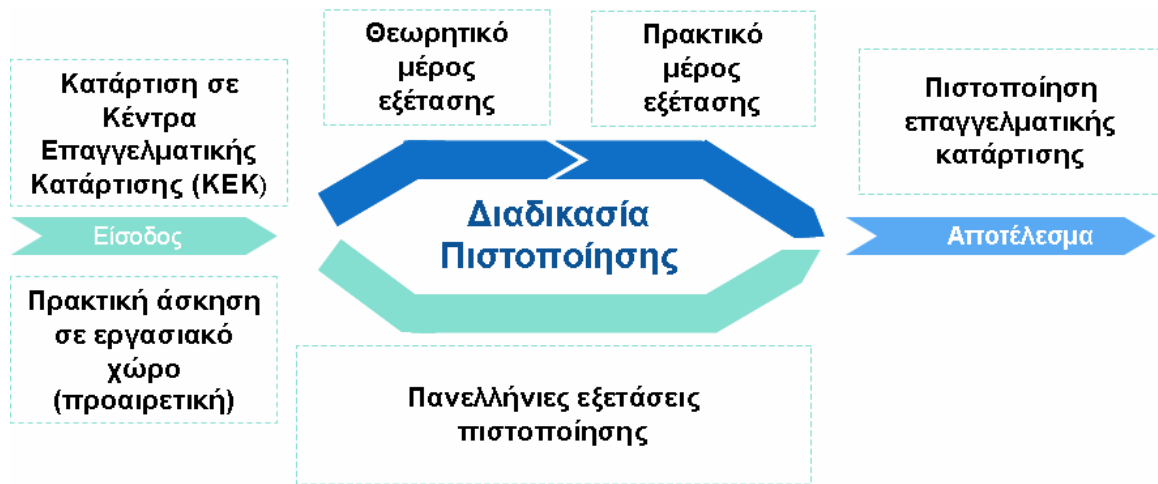 Κατάρτιση σε
Κέντρα
Επαγγελματικής
Κατάρτισης (ΚΕΚ)
Είσοδος
Πρακτική άσκηση
σε εργασιακό
χώρο
(προαιρετική)
Θεωρητικό
μέρος
εξέτασης
Πρακτικό
μέρος
εξέτασης
Διαδικασία
Πιστοποίησης
Πανελλήνιες εξετάσεις
πιστοποίησης
Πιστοποίηση
επαγγελματικής
κατάρτισης
Αποτέλεσμα